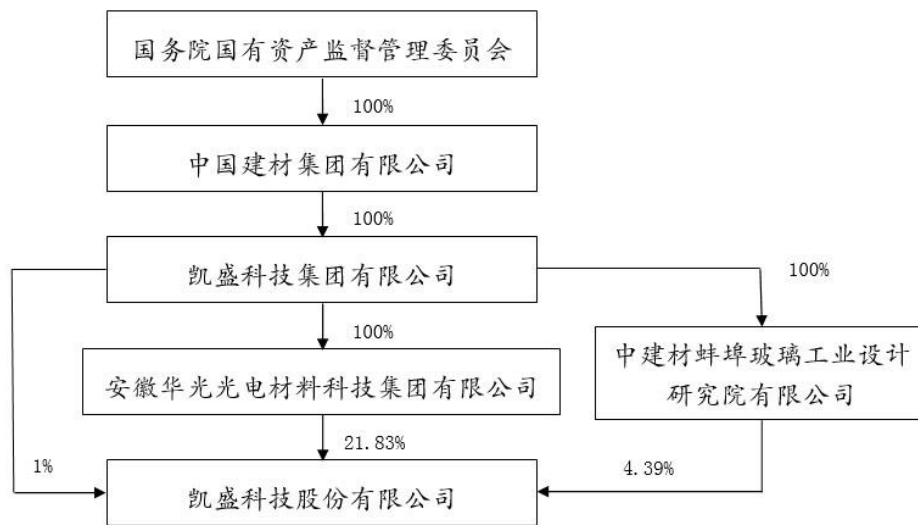 国务院国有资产监督管理委员会
100%
中国建材集团有限公司
100%
凯盛科技集团有限公司
100%
100%
安徽华光光电材料科技集团有限公司
中建材蚌埠玻璃工业设计
研究院有限公司
21.83%
1%
4.39%
凯盛科技股份有限公司